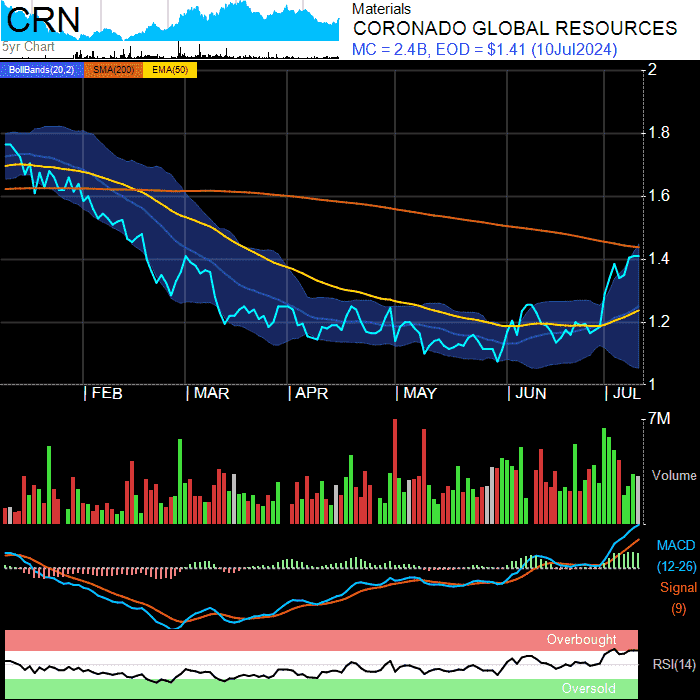 CRN
5yr Chart
Materials
CORONADO GLOBAL RESOURCES
MC = 2.4B, EOD = $1.41 (10Jul2024)
BollBands(20,2) SMA(200) EMA(50)
2
1.8
1.6
1.4
1.2
1
FEB MAR APR MAY JUN JUL
7M
Volume
MACD
(12-26)
Signal
(9)
Overbought
RSI(14)
Oversold